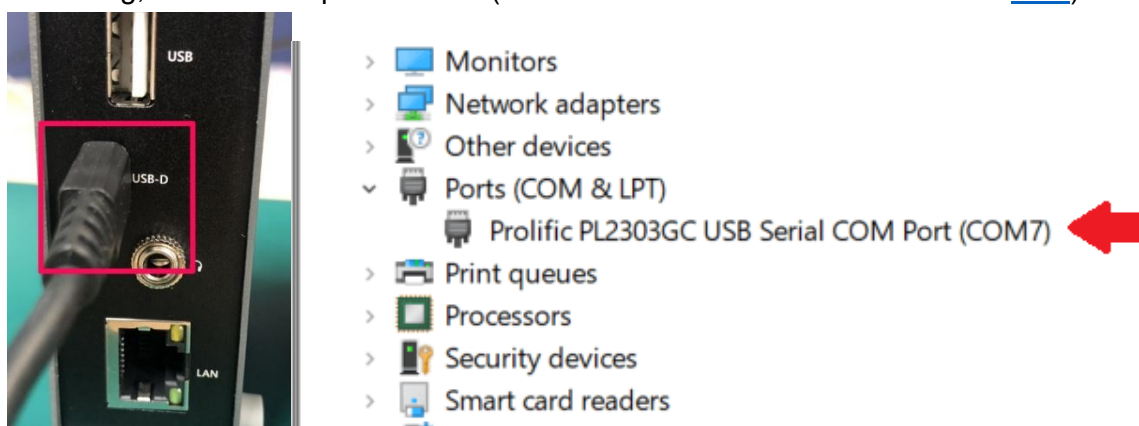 USB
USB-D
LAN
Monitors
Network adapters
Other devices
Ports (COM & LPT)
Prolific PL2303GC USB Serial COM Port (COM7)
Print queues
Processors
Security devices
Smart card readers